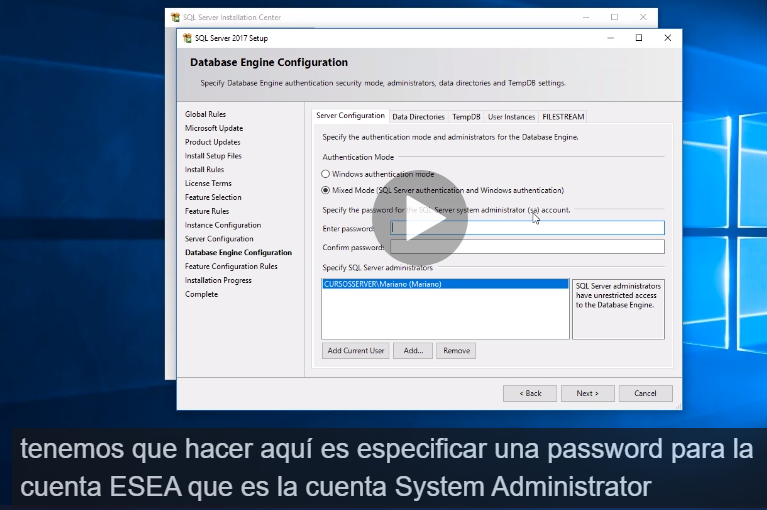 SQL Server Installation Center
SQL Server 2017 Setup
Database Engine Configuration
Specify Database Engine authentication security mode, administrators, data directories and TempDB settings.
Global Rules
Microsoft Update
Product Updates
Install Setup Files
Install Rules
License Terms
Feature Selection
Feature Rules
Instance Configuration
Server Configuration
Database Engine Configuration
Feature Configuration Rules
Installation Progress
Complete
Server Configuration Data Directories TempDB User Instances FILESTREAM
Specify the authentication mode and administrators for the Database Engine.
Authentication Mode
Windows authentication mode
Mixed Mode (SQL Server authentication and Windows authentication)
Specify the password for the SQL Server system administrator (sa) account.
Enter password:
Confirm password:
Specify SQL Server administrators
CURSOSSERVER\Mariano (Mariano)
SQL Server administrators
have unrestricted access
to the Database Engine.
Add Current User Add... Remove
< Back Next > Cancel
tenemos que hacer aquí es especificar una password para la
cuenta ESEA que es la cuenta System Administrator